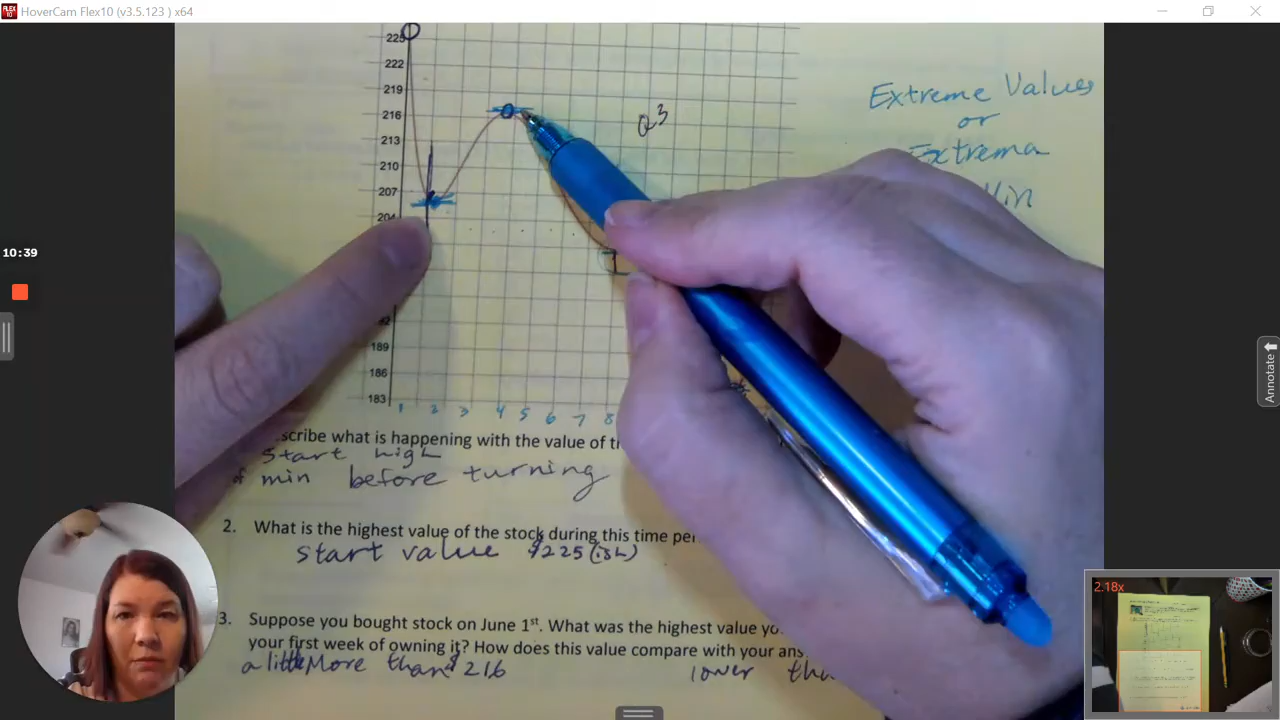 HoverCam Flex10 (v3.5.123) x64
225
222
219
216
213
210
207
204
189
186
183
1 2 3 4 5 6 7 8
Extreme Values
or
Extrema
10:39
Annotate
scribe what is happening with the value of t
start high
min before turning
2. What is the highest value of the stock during this time per
start value $225 (ish)
3. Suppose you bought stock on June 1st. What was the highest value yo
your first week of owning it? How does this value compare with your ans
a little More than $216 lower tha
2.18x